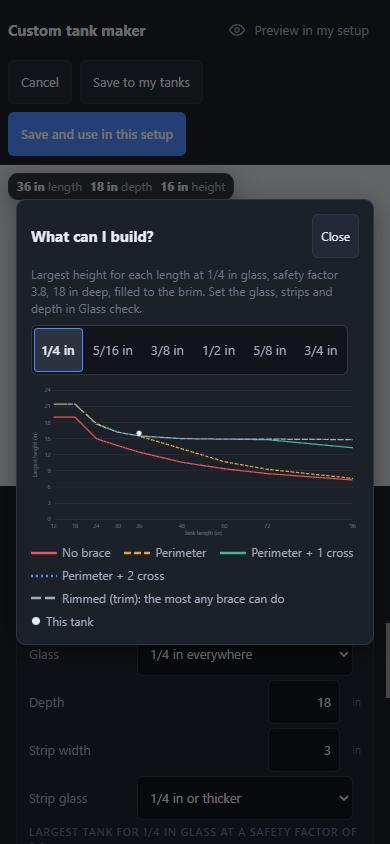 Custom tank maker
Preview in my setup
Cancel
Save to my tanks
Save and use in this setup
36 in length · 18 in depth · 16 in height
What can I build?
Close
Largest height for each length at 1/4 in glass, safety factor
3.8, 18 in deep, filled to the brim. Set the glass, strips and
depth in Glass check.
1/4 in
5/16 in
3/8 in
1/2 in
5/8 in
3/4 in
Largest height (in)
24
21
18
15
12
9
6
3
0
12
18
24
30
36
48
60
72
96
Tank length (in)
No brace
Perimeter
Perimeter + 1 cross
Perimeter + 2 cross
Rimmed (trim): the most any brace can do
This tank
Glass
1/4 in everywhere
Depth
18
in
Strip width
3
in
Strip glass
1/4 in or thicker
LARGEST TANK FOR 1/4 IN GLASS AT A SAFETY FACTOR OF